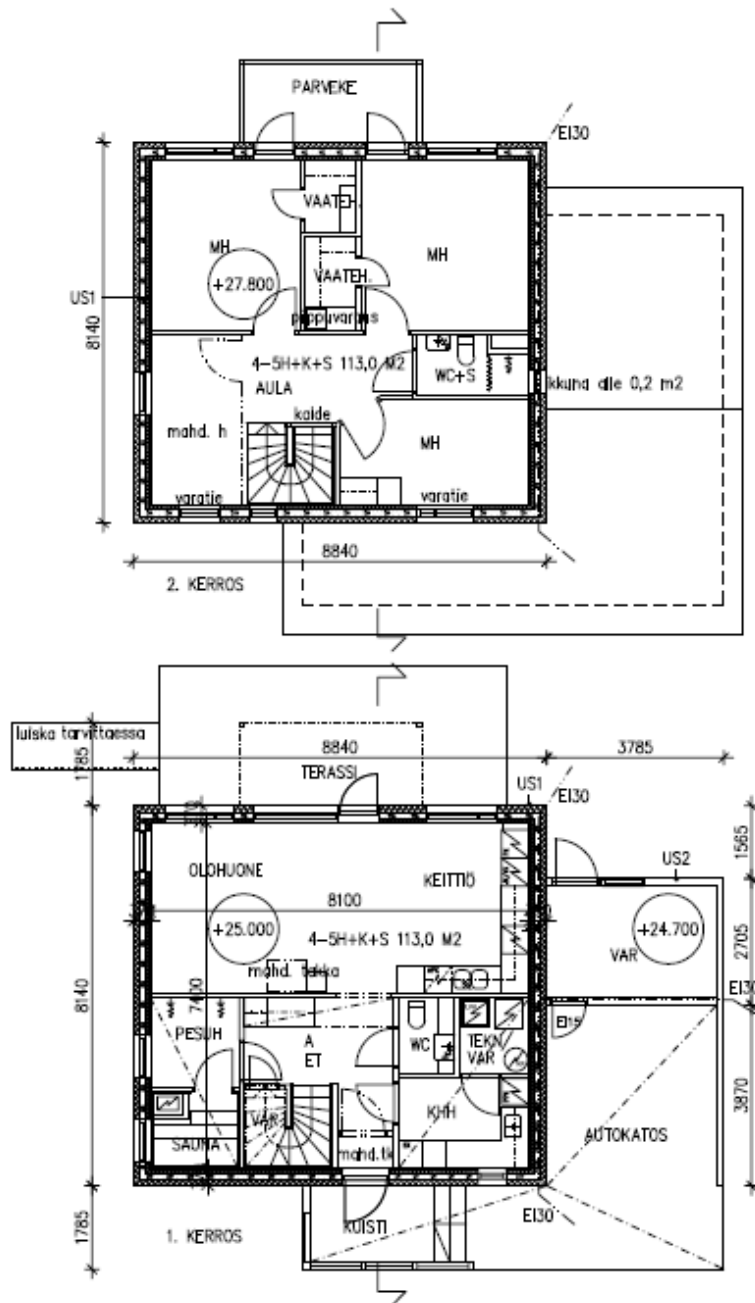 PARVEKE
EI30
VAATEH.
MH
MH
+27.800
VAATEH.
US1
piippuvaraus
8140
4-5H+K+S 113,0 M2
WC+S
AULA
ikkuna alle 0,2 m2
kaide
mahd. h
MH
varatie
varatie
8840
2. KERROS
luiska tarvittaessa
1785
8840
3785
TERASSI
US1
EI30
1565
US2
OLOHUONE
KEITTIÖ
8100
+25.000
+24.700
4-5H+K+S 113,0 M2
VAR
2705
mahd. takka
7400
8140
EI30
PESUH
A
ET
WC
TEKN
VAR
EI15
3870
VAR
KHH
AUTOKATOS
SAUNA
mahd.tk
1785
KUISTI
EI30
1. KERROS